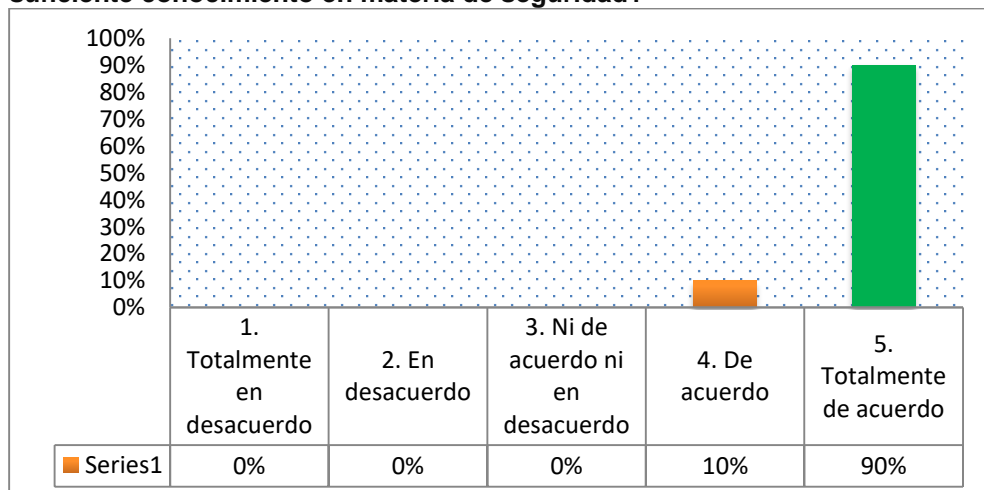 suficiente conocimiento en materia de seguridad?
100%
90%
80%
70%
60%
50%
40%
30%
20%
10%
0%
1.
Totalmente
en
desacuerdo
2. En
desacuerdo
3. Ni de
acuerdo ni
en
desacuerdo
4. De
acuerdo
5.
Totalmente
de acuerdo
Series1 0% 0% 0% 10% 90%